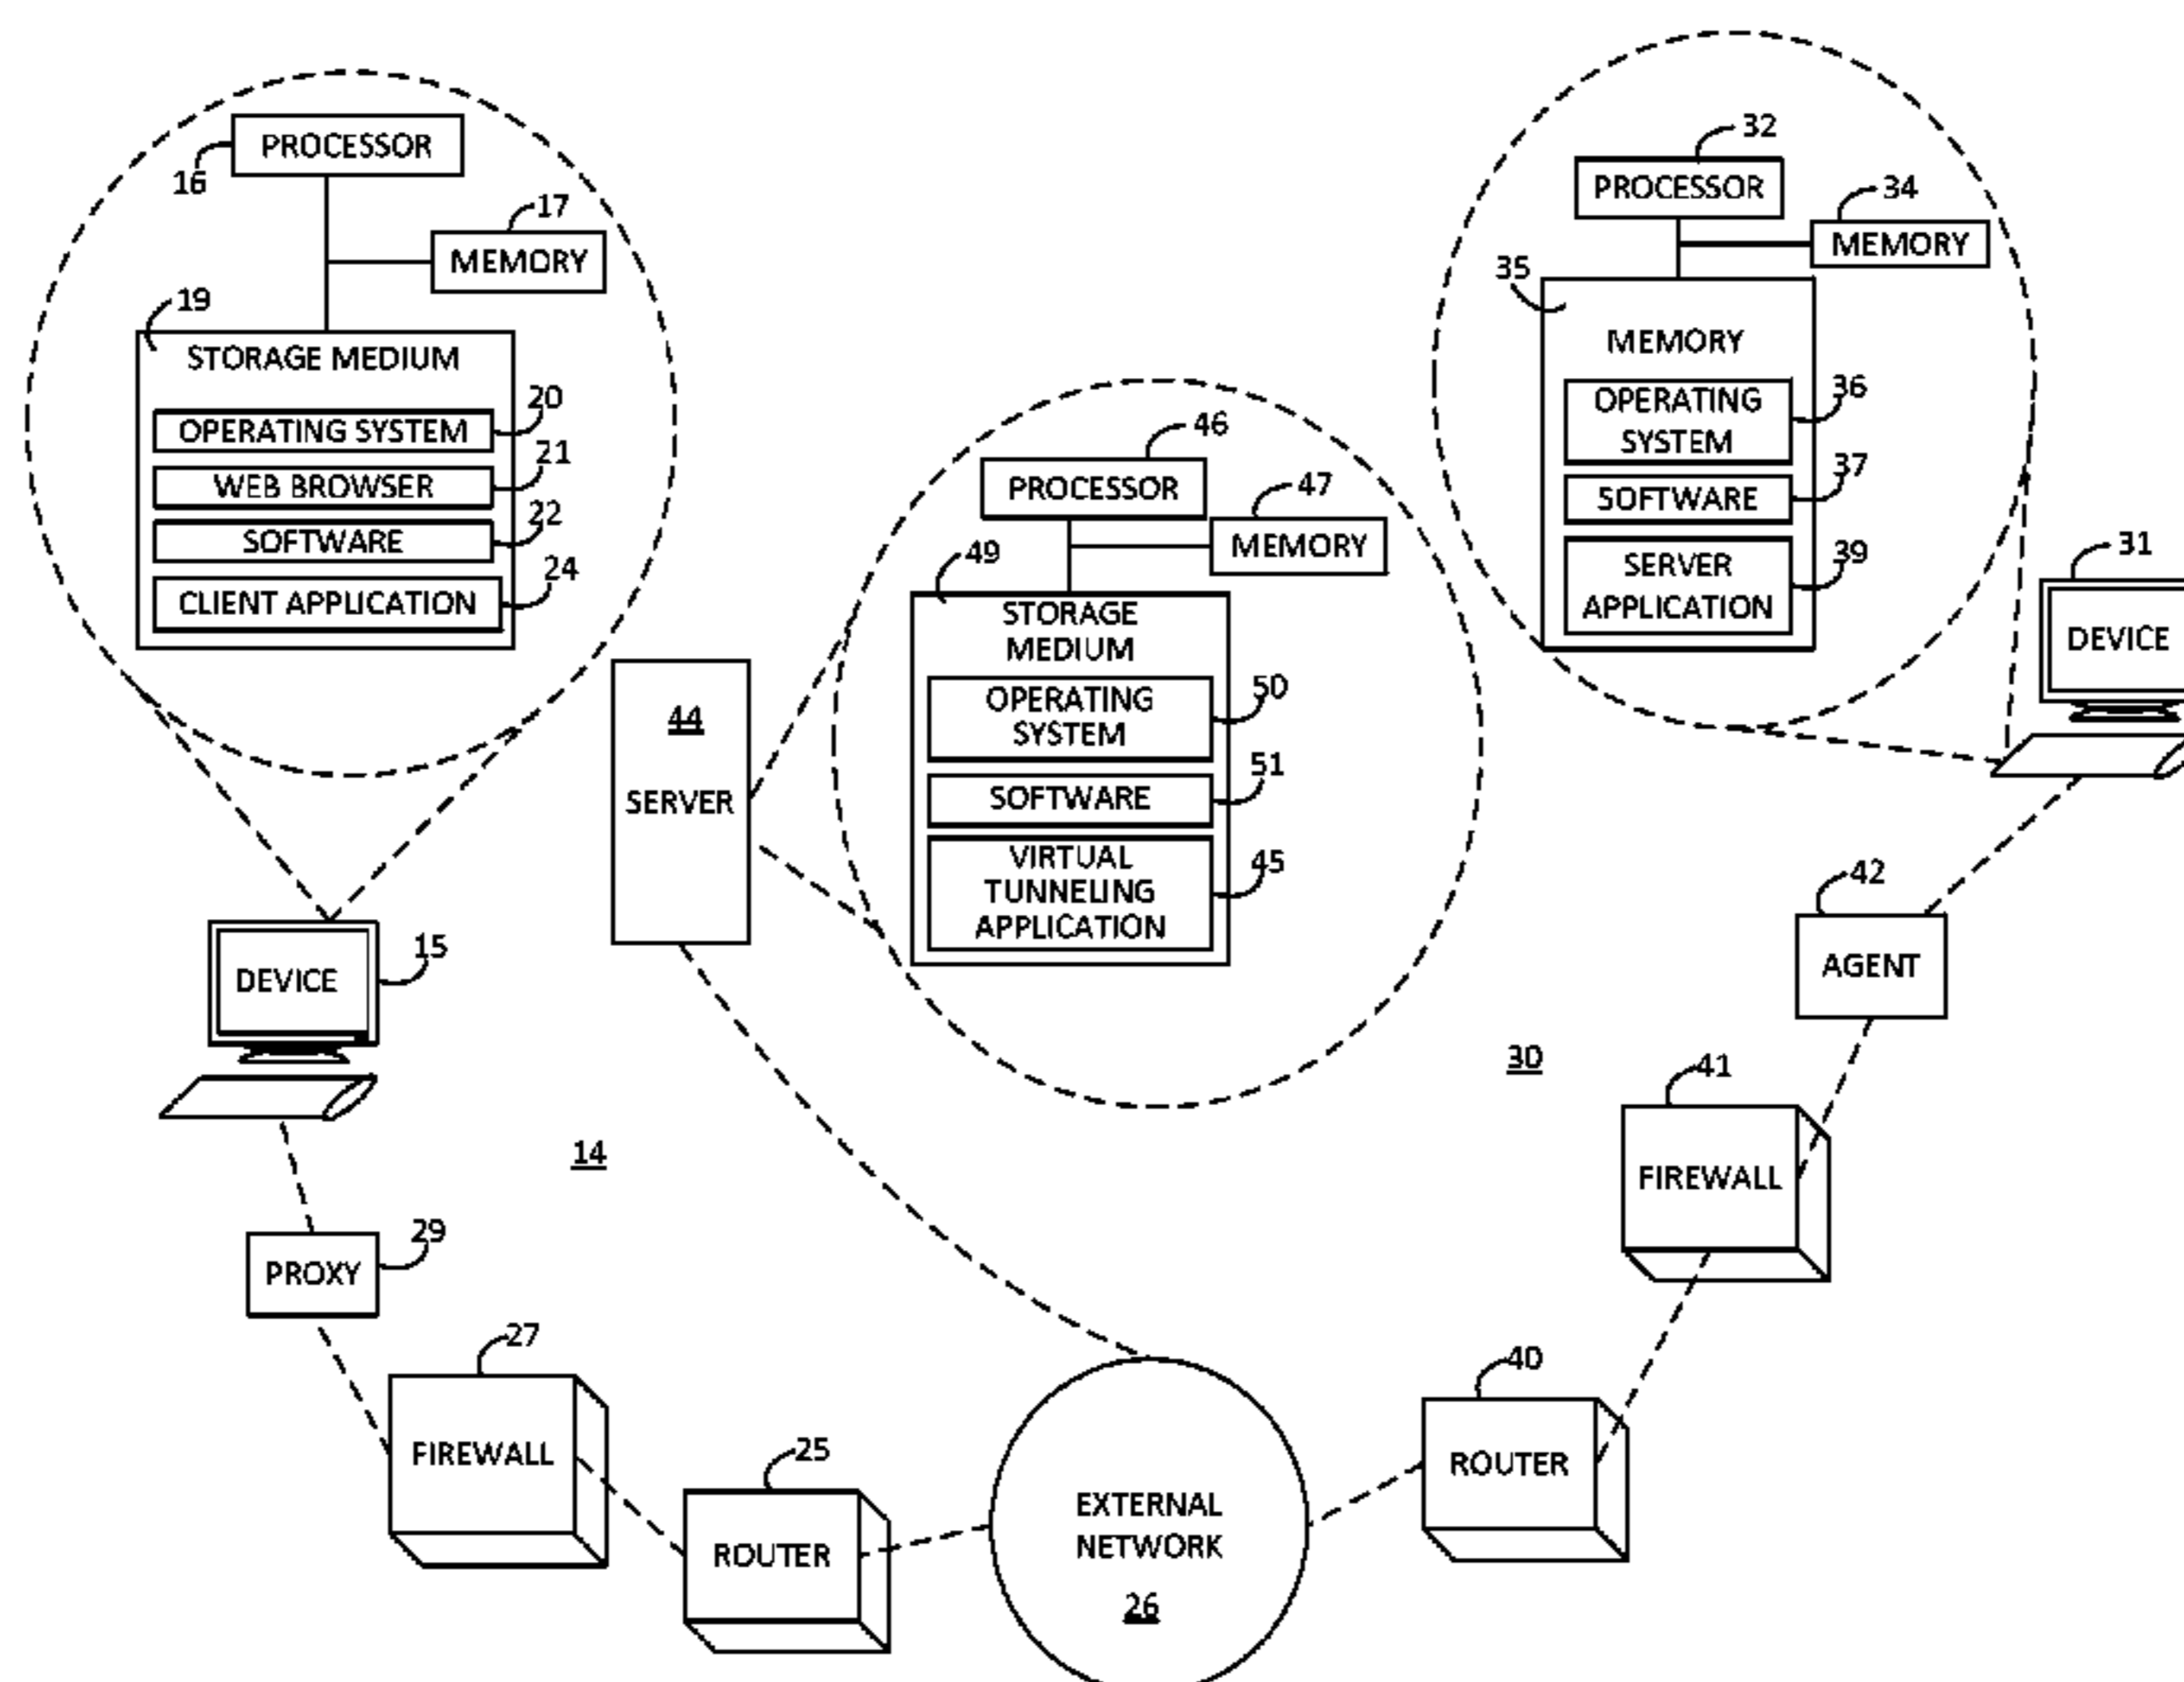 PROCESSOR
16
17
MEMORY
19
STORAGE MEDIUM
20
OPERATING SYSTEM
21
WEB BROWSER
22
SOFTWARE
24
CLIENT APPLICATION
DEVICE
15
14
PROXY
29
27
FIREWALL
25
ROUTER
44
SERVER
46
PROCESSOR
47
MEMORY
49
STORAGE
MEDIUM
OPERATING
SYSTEM
50
SOFTWARE
51
VIRTUAL
TUNNELING
APPLICATION
45
EXTERNAL
NETWORK
26
32
PROCESSOR
34
MEMORY
35
MEMORY
OPERATING
SYSTEM
36
SOFTWARE
37
SERVER
APPLICATION
39
31
DEVICE
42
AGENT
30
41
FIREWALL
40
ROUTER